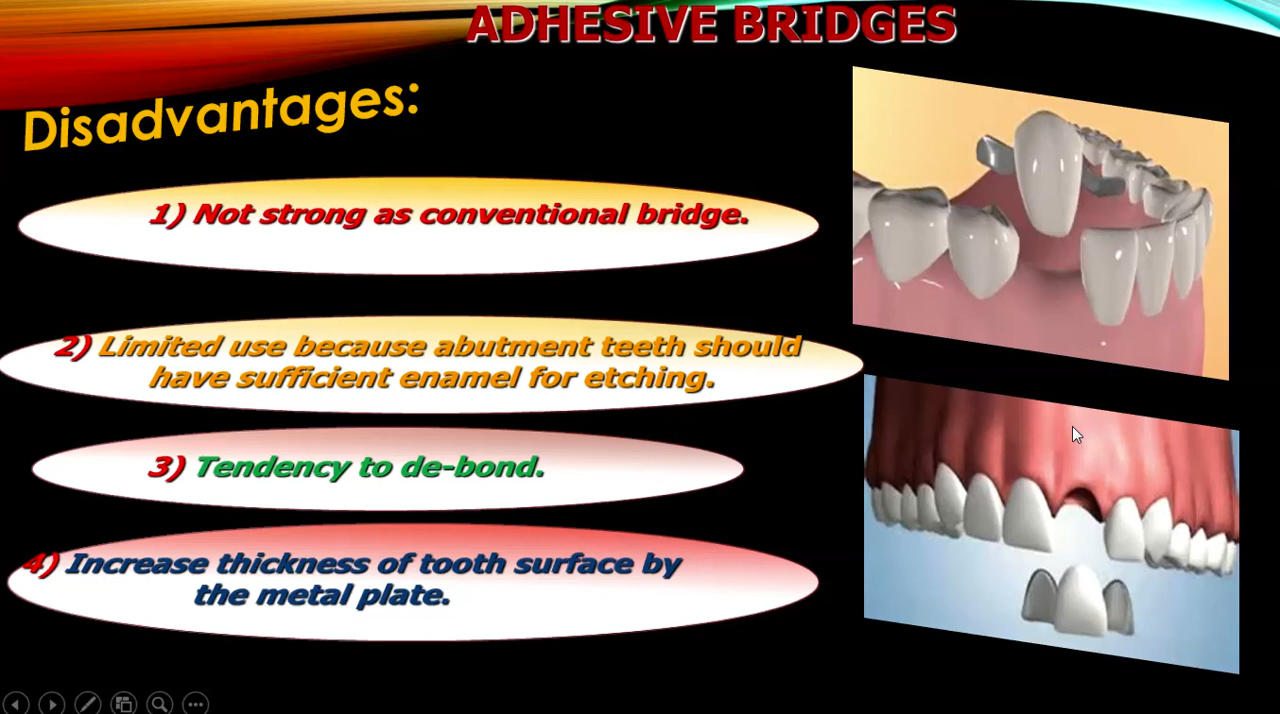 ADHESIVE BRIDGES
Disadvantages:
1) Not strong as conventional bridge.
2) Limited use because abutment teeth should
have sufficient enamel for etching.
3) Tendency to de-bond.
4) Increase thickness of tooth surface by
the metal plate.